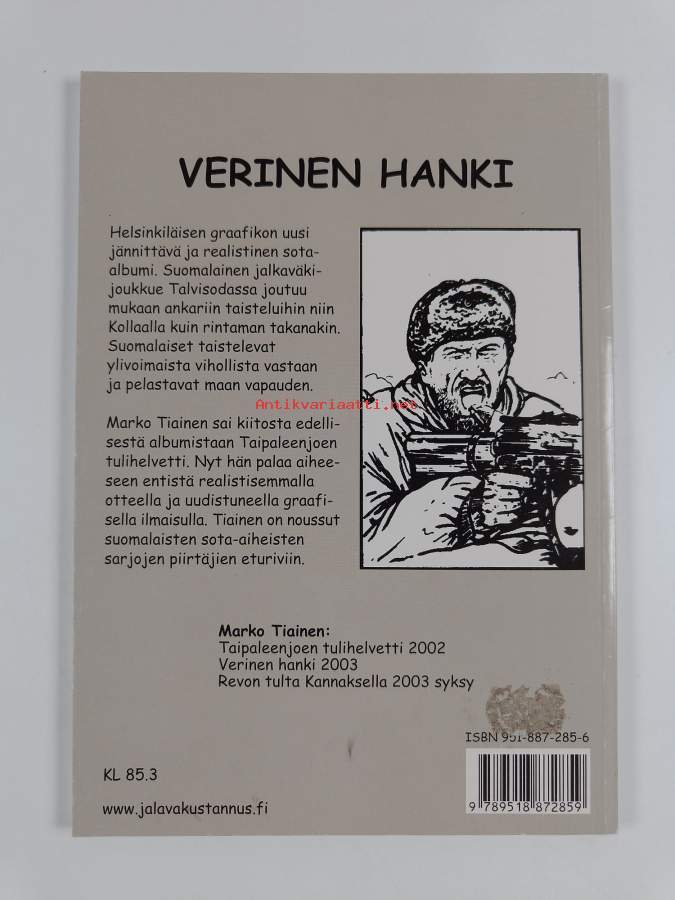 VERINEN HANKI
Helsinkiläisen graafikon uusi
jännittävä ja realistinen sota-
albumi. Suomalainen jalkaväki-
joukkue Talvisodassa joutuu
mukaan ankariin taisteluihin niin
Kollaalla kuin rintaman takanakin.
Suomalaiset taistelevat
ylivoimaista vihollista vastaan
ja pelastavat maan vapauden.
Antikvariaatti.net
Marko Tiainen sai kiitosta edelli-
sestä albumistaan Taipaleenjoen
tulihelvetti. Nyt hän palaa aihee-
seen entistä realistisemmalla
otteella ja uudistuneella graafi-
sella ilmaisulla. Tiainen on noussut
suomalaisten sota-aiheisten
sarjojen piirtäjien eturiviin.
Marko Tiainen:
Taipaleenjoen tulihelvetti 2002
Verinen hanki 2003
Revon tulta Kannaksella 2003 syksy
ISBN 951-887-285-6
9 789518 872859
KL 85.3
www.jalavakustannus.fi